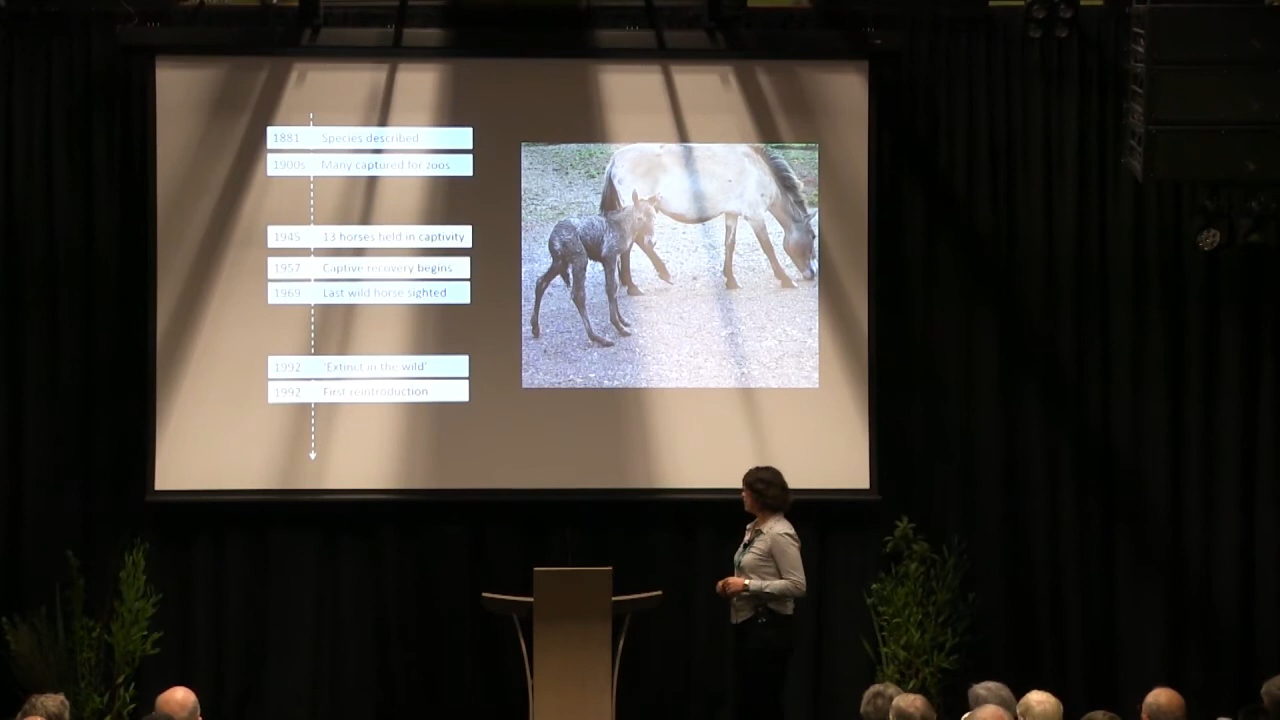 1881 Species described
1900s Many captured for zoos
1945 13 horses held in captivity
1957 Captive recovery begins
1969 Last wild horse sighted
1992 'Extinct in the wild'
1992 First reintroduction